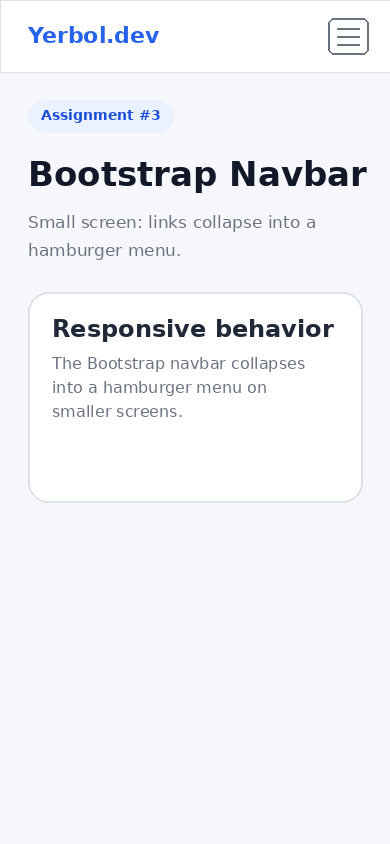 Yerbol.dev
Assignment #3
Bootstrap Navbar
Small screen: links collapse into a
hamburger menu.
Responsive behavior
The Bootstrap navbar collapses
into a hamburger menu on
smaller screens.